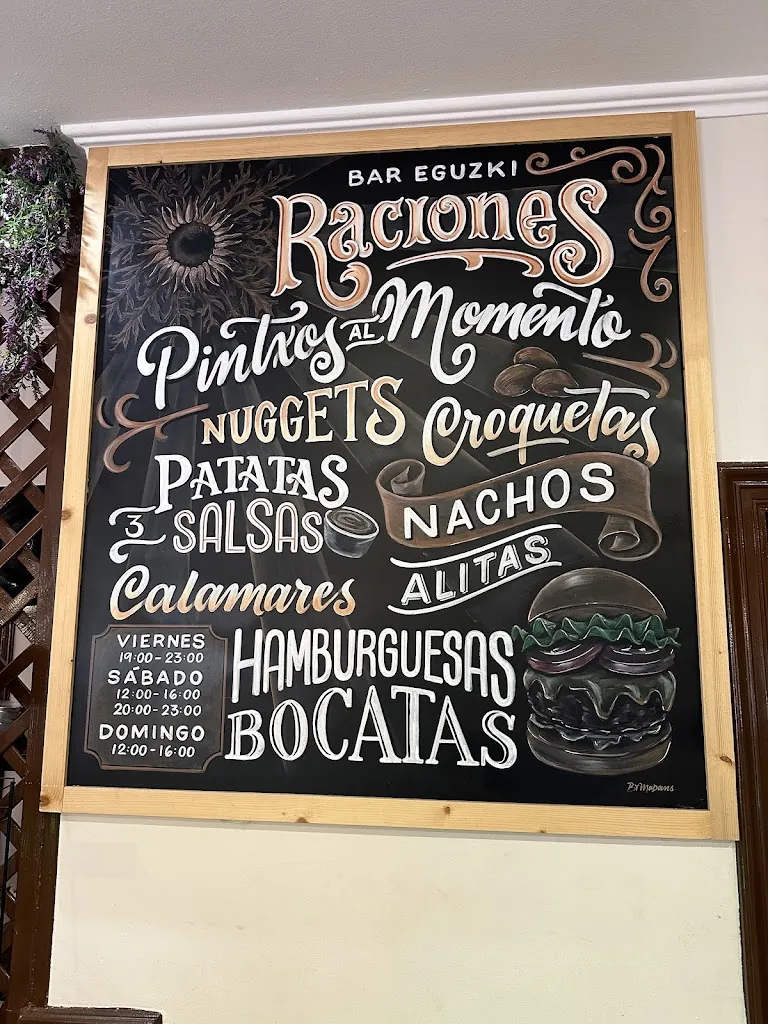 BAR EGUZKI
RACIONES
Pintxos AL Momento
NUGGETS
Croquetas
PATATAS
3 SALSAS
NACHOS
ALITAS
Calamares
VIERNES
19:00 - 23:00
SÁBADO
12:00 - 16:00
20:00 - 23:00
DOMINGO
12:00 - 16:00
HAMBURGUESAS
BOCATAS